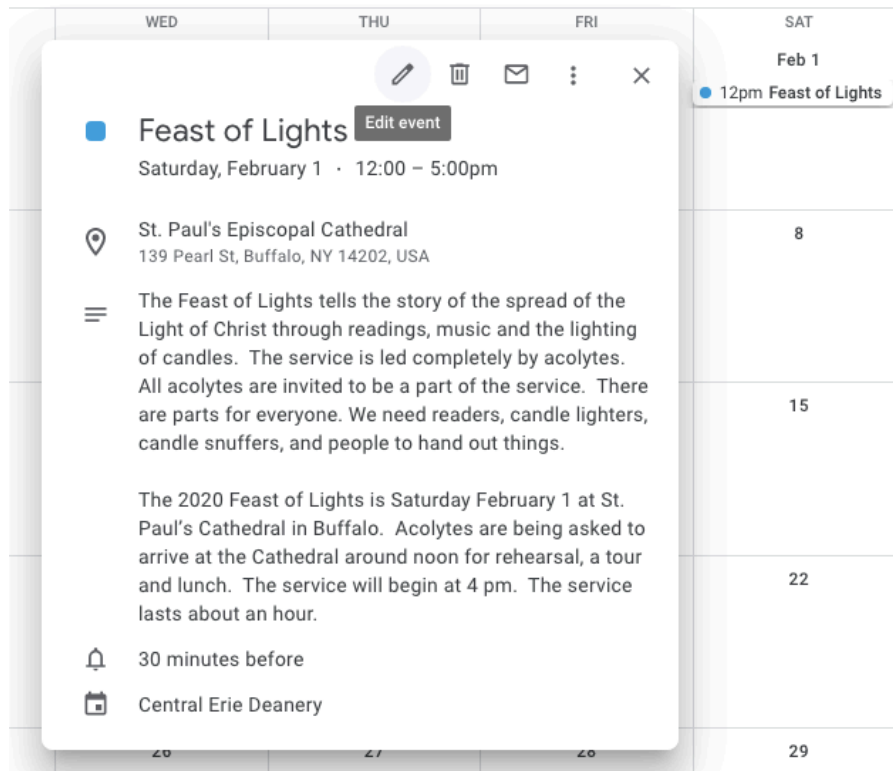 WED THU FRI SAT
Feb 1
12pm Feast of Lights
Feast of Lights
Edit event
Saturday, February 1 · 12:00 – 5:00pm
St. Paul's Episcopal Cathedral
139 Pearl St, Buffalo, NY 14202, USA
The Feast of Lights tells the story of the spread of the
Light of Christ through readings, music and the lighting
of candles.  The service is led completely by acolytes.
All acolytes are invited to be a part of the service.  There
are parts for everyone. We need readers, candle lighters,
candle snuffers, and people to hand out things.
The 2020 Feast of Lights is Saturday February 1 at St.
Paul’s Cathedral in Buffalo.  Acolytes are being asked to
arrive at the Cathedral around noon for rehearsal, a tour
and lunch.  The service will begin at 4 pm.  The service
lasts about an hour.
30 minutes before
Central Erie Deanery
8
15
22
26 27 28 29